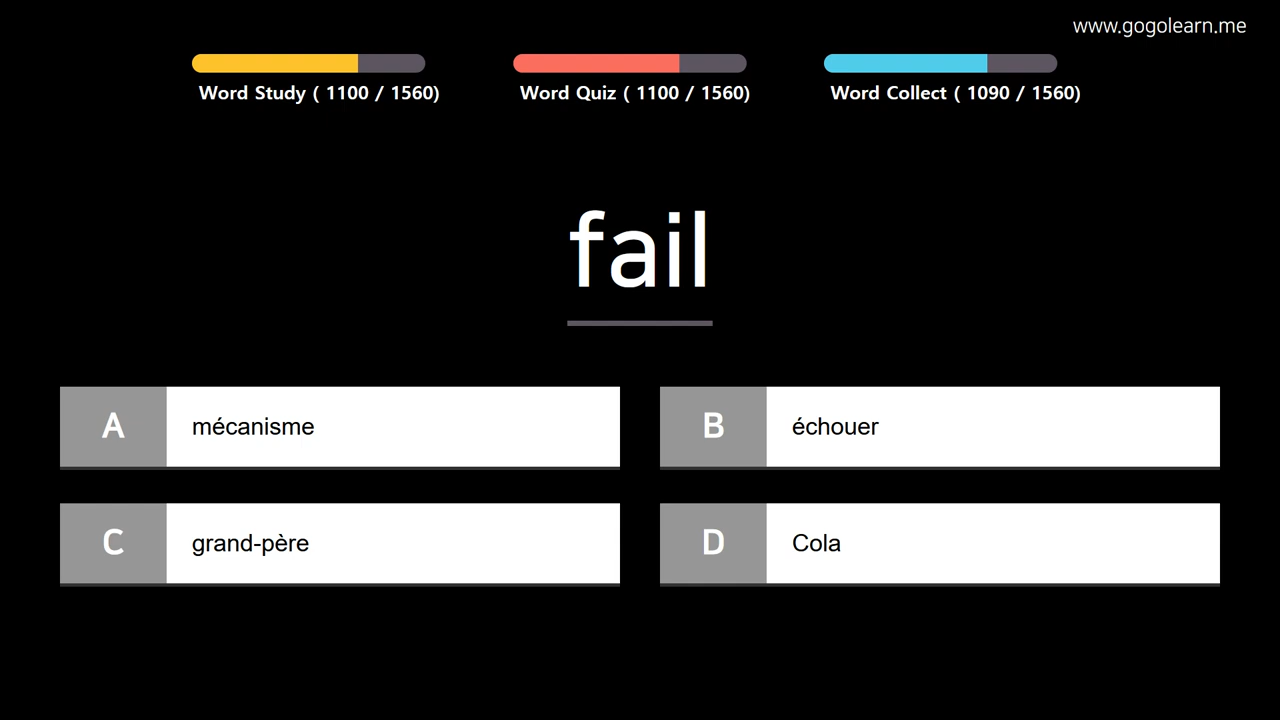 www.gogolearn.me
Word Study ( 1100 / 1560)
Word Quiz ( 1100 / 1560)
Word Collect ( 1090 / 1560)
fail
A mécanisme
B échouer
C grand-père
D Cola